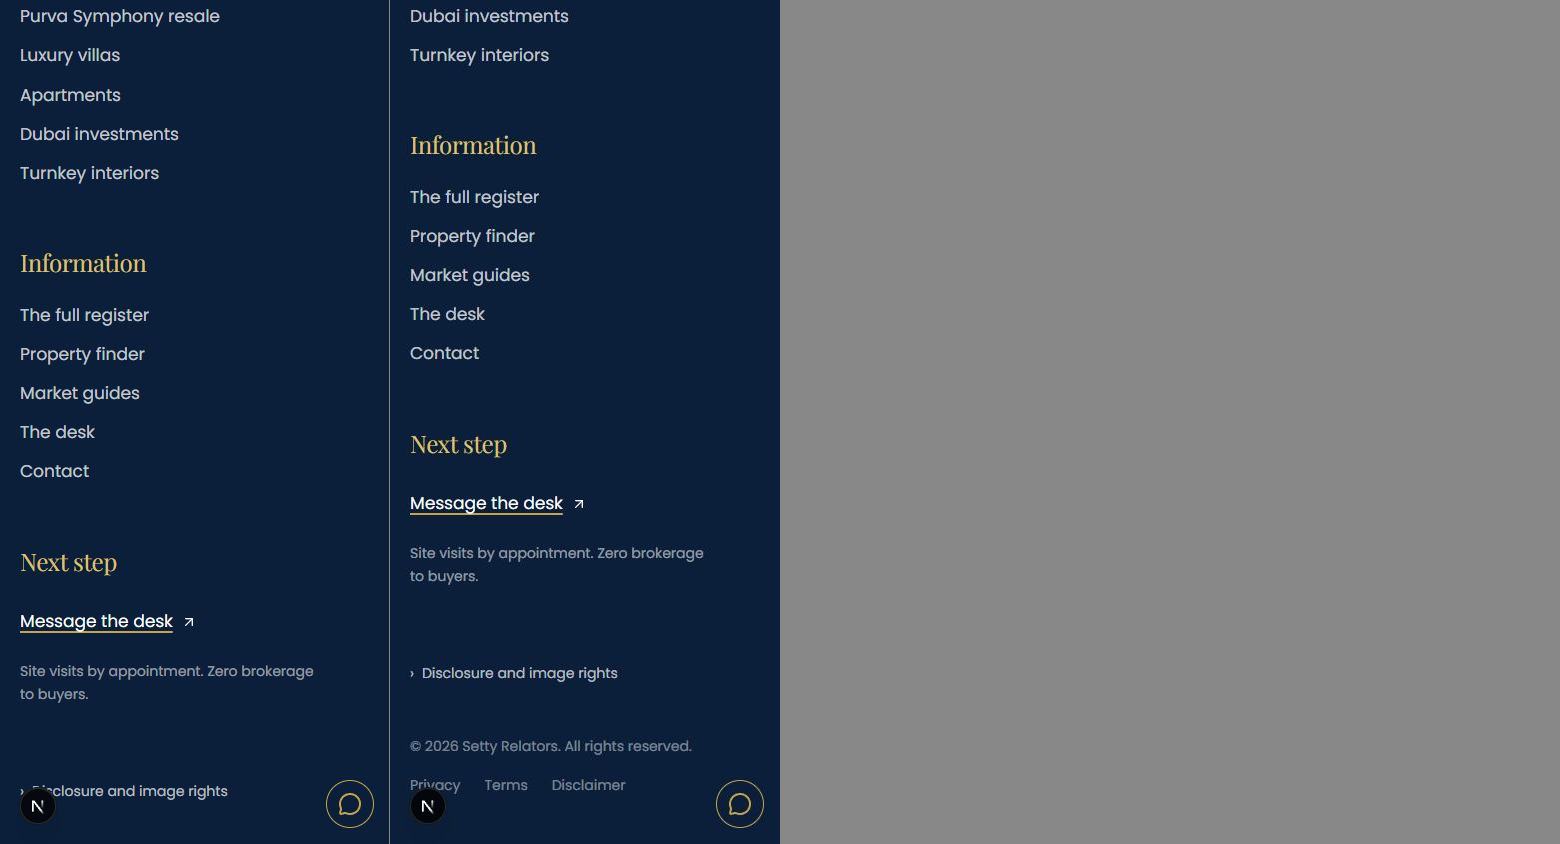 Purva Symphony resale
Luxury villas
Apartments
Dubai investments
Turnkey interiors
Information
The full register
Property finder
Market guides
The desk
Contact
Next step
Message the desk ↗
Site visits by appointment. Zero brokerage
to buyers.
› Disclosure and image rights
N
Dubai investments
Turnkey interiors
Information
The full register
Property finder
Market guides
The desk
Contact
Next step
Message the desk ↗
Site visits by appointment. Zero brokerage
to buyers.
› Disclosure and image rights
© 2026 Setty Relators. All rights reserved.
Privacy Terms Disclaimer
N